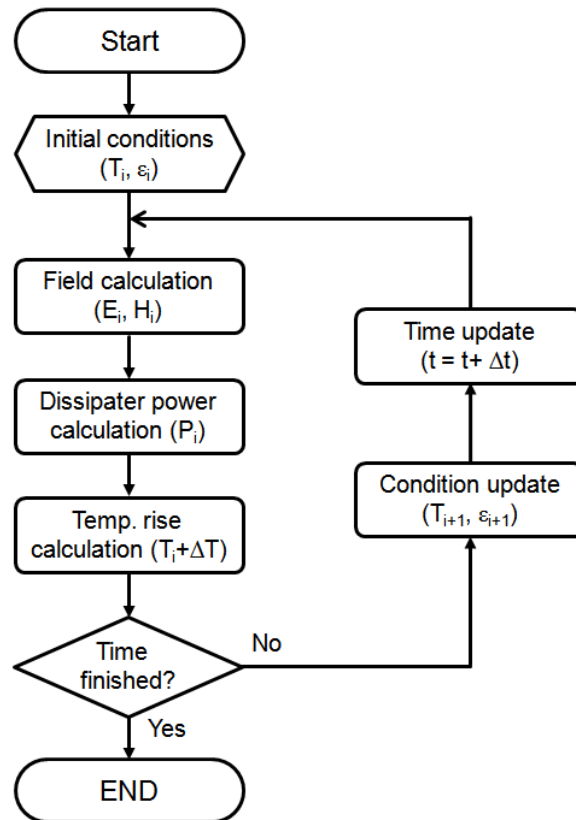 Start
Initial conditions
(Tᵢ, εᵢ)
Field calculation
(Eᵢ, Hᵢ)
Dissipater power
calculation (Pᵢ)
Temp. rise
calculation (Tᵢ+ΔT)
Time
finished?
No
Yes
END
Condition update
(Tᵢ₊₁, εᵢ₊₁)
Time update
(t = t+ Δt)